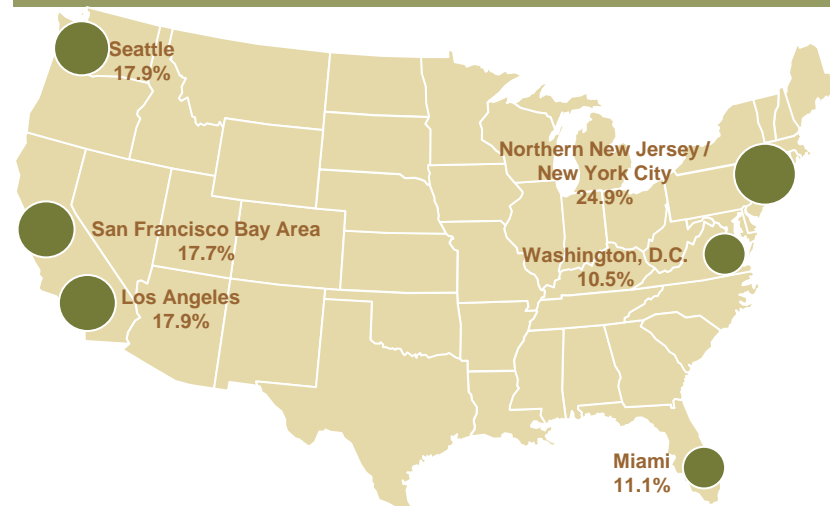 Seattle
17.9%
Northern New Jersey /
New York City
24.9%
San Francisco Bay Area
17.7%
Washington, D.C.
10.5%
Los Angeles
17.9%
Miami
11.1%